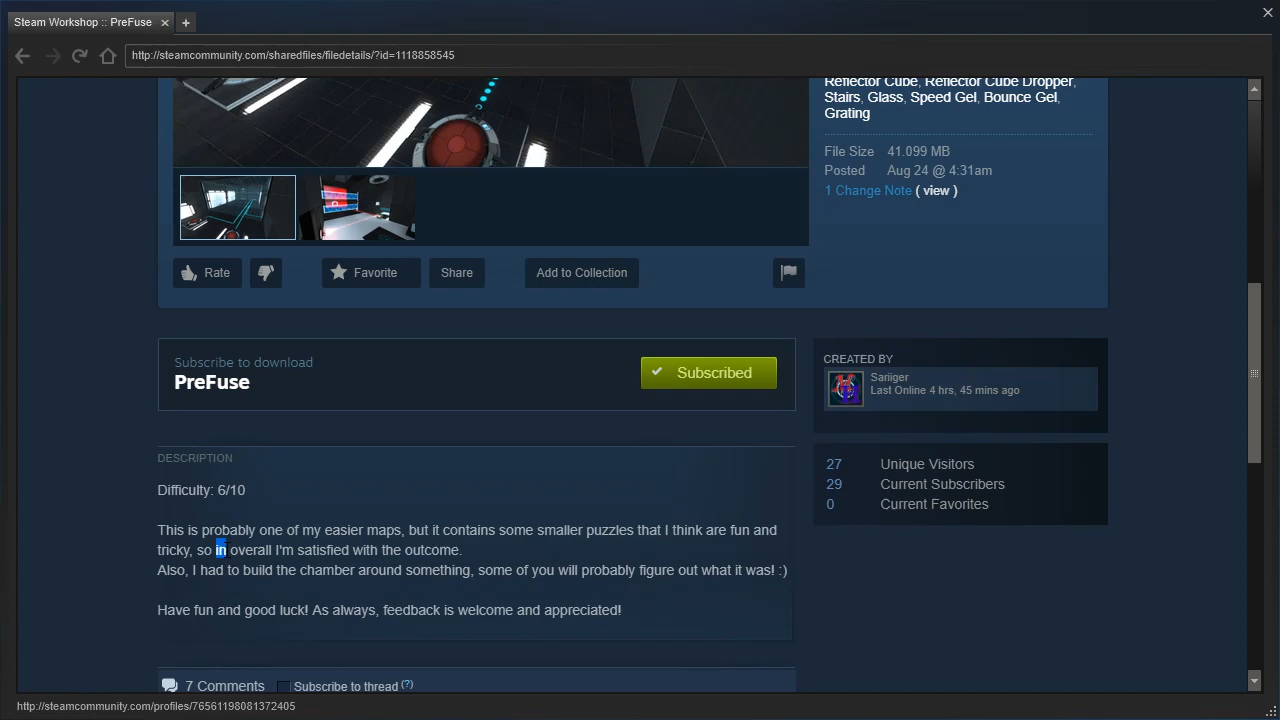 Steam Workshop :: PreFuse
http://steamcommunity.com/sharedfiles/filedetails/?id=1118858545
Reflector Cube, Reflector Cube Dropper,
Stairs, Glass, Speed Gel, Bounce Gel,
Grating
File Size 41.099 MB
Posted Aug 24 @ 4:31am
1 Change Note ( view )
Rate Favorite Share Add to Collection
Subscribe to download
PreFuse
Subscribed
CREATED BY
Sariiger
Last Online 4 hrs, 45 mins ago
27 Unique Visitors
29 Current Subscribers
0 Current Favorites
DESCRIPTION
Difficulty: 6/10
This is probably one of my easier maps, but it contains some smaller puzzles that I think are fun and
tricky, so in overall I'm satisfied with the outcome.
Also, I had to build the chamber around something, some of you will probably figure out what it was! :)
Have fun and good luck! As always, feedback is welcome and appreciated!
7 Comments Subscribe to thread (?)
http://steamcommunity.com/profiles/76561198081372405